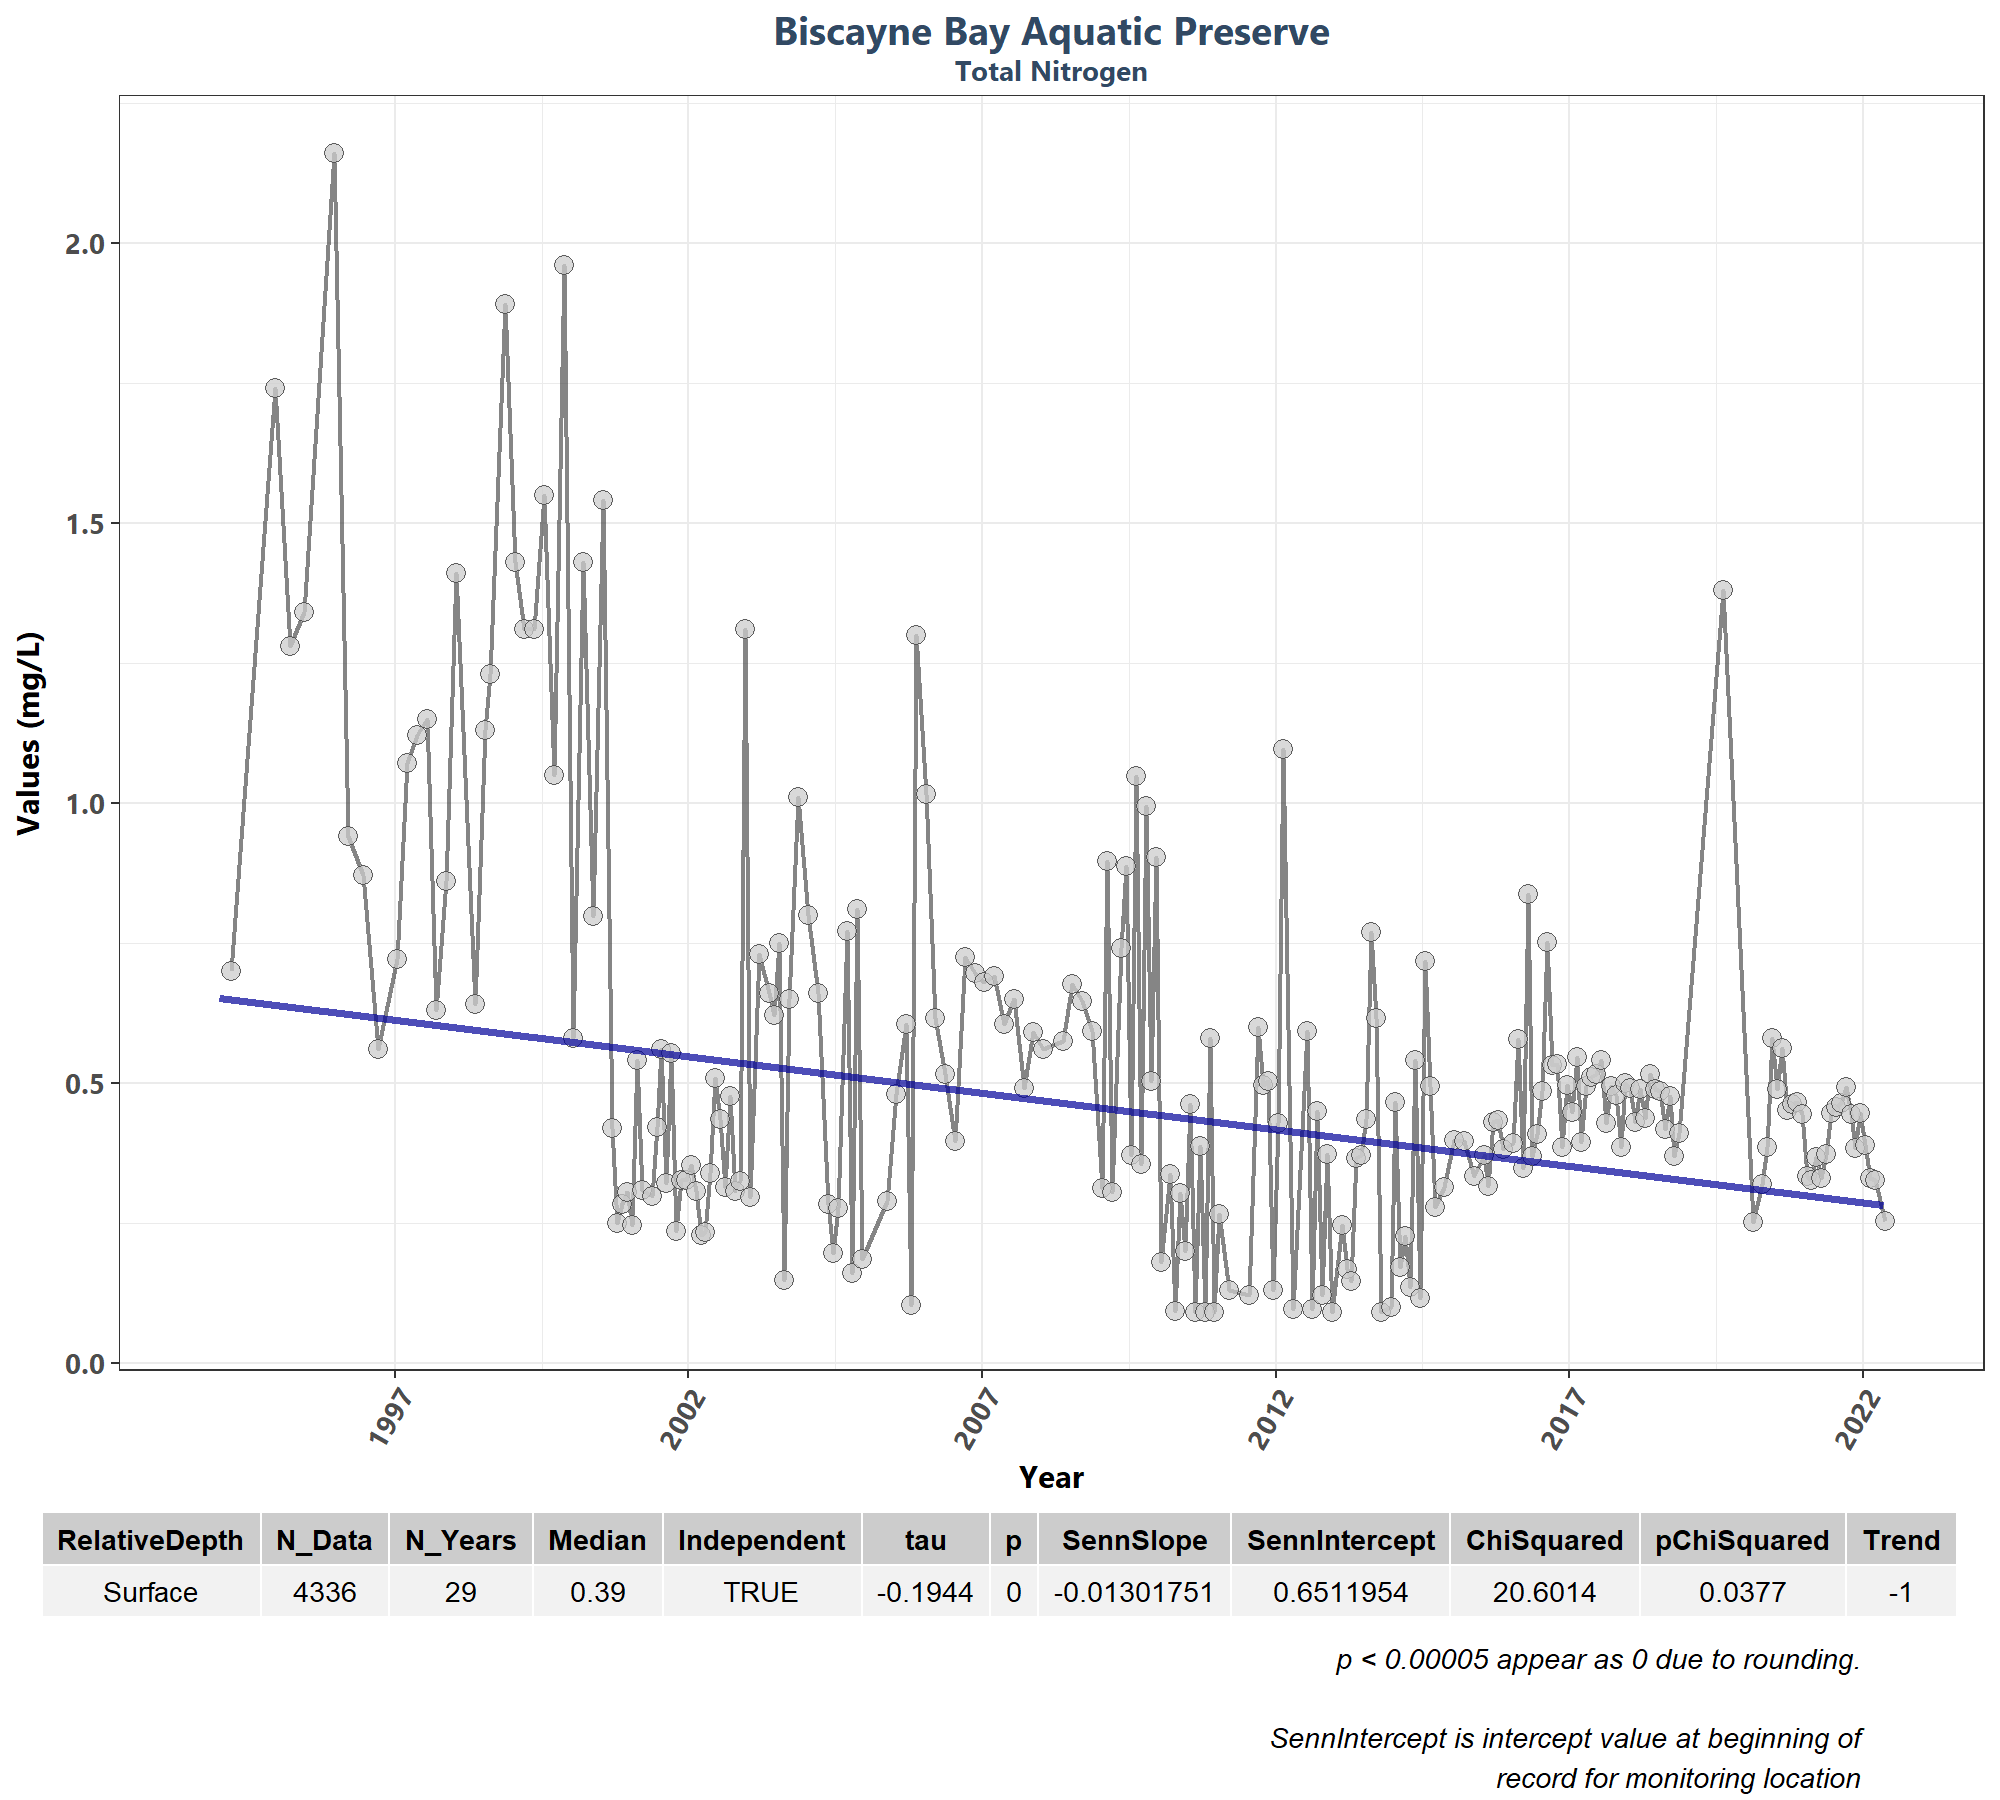 Biscayne Bay Aquatic Preserve
Total Nitrogen
Values (mg/L)
2.0
1.5
1.0
0.5
0.0
1997 2002 2007 2012 2017 2022
Year
RelativeDepth N_Data N_Years Median Independent tau p SennSlope SennIntercept ChiSquared pChiSquared Trend
Surface 4336 29 0.39 TRUE -0.1944 0 -0.01301751 0.6511954 20.6014 0.0377 -1
p < 0.00005 appear as 0 due to rounding.
SennIntercept is intercept value at beginning of
record for monitoring location